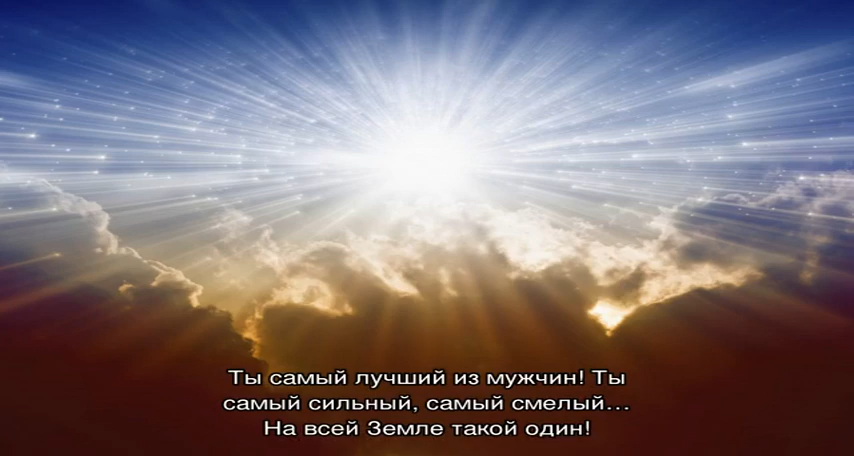 Ты самый лучший из мужчин! Ты
самый сильный, самый смелый...
На всей Земле такой один!